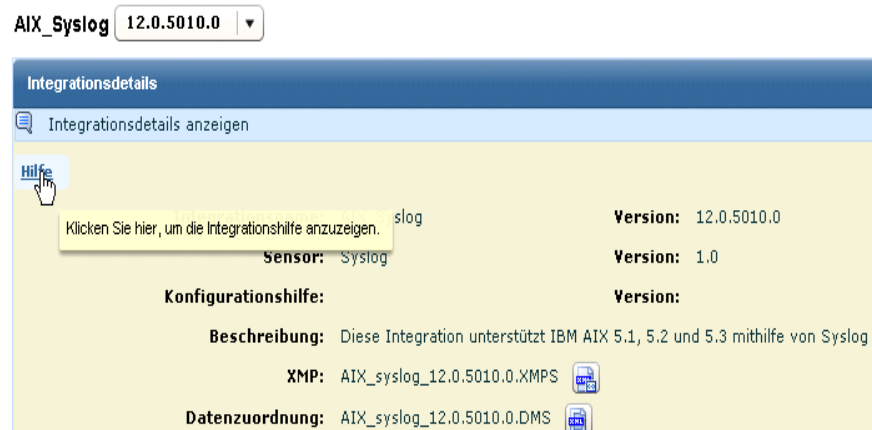 AIX_Syslog 12.0.5010.0
Integrationsdetails
Integrationsdetails anzeigen
Hilfe
Klicken Sie hier, um die Integrationshilfe anzuzeigen.
slog Version: 12.0.5010.0
Sensor: Syslog Version: 1.0
Konfigurationshilfe: Version:
Beschreibung: Diese Integration unterstützt IBM AIX 5.1, 5.2 und 5.3 mithilfe von Syslog
XMP: AIX_syslog_12.0.5010.0.XMPS
Datenzuordnung: AIX_syslog_12.0.5010.0.DMS